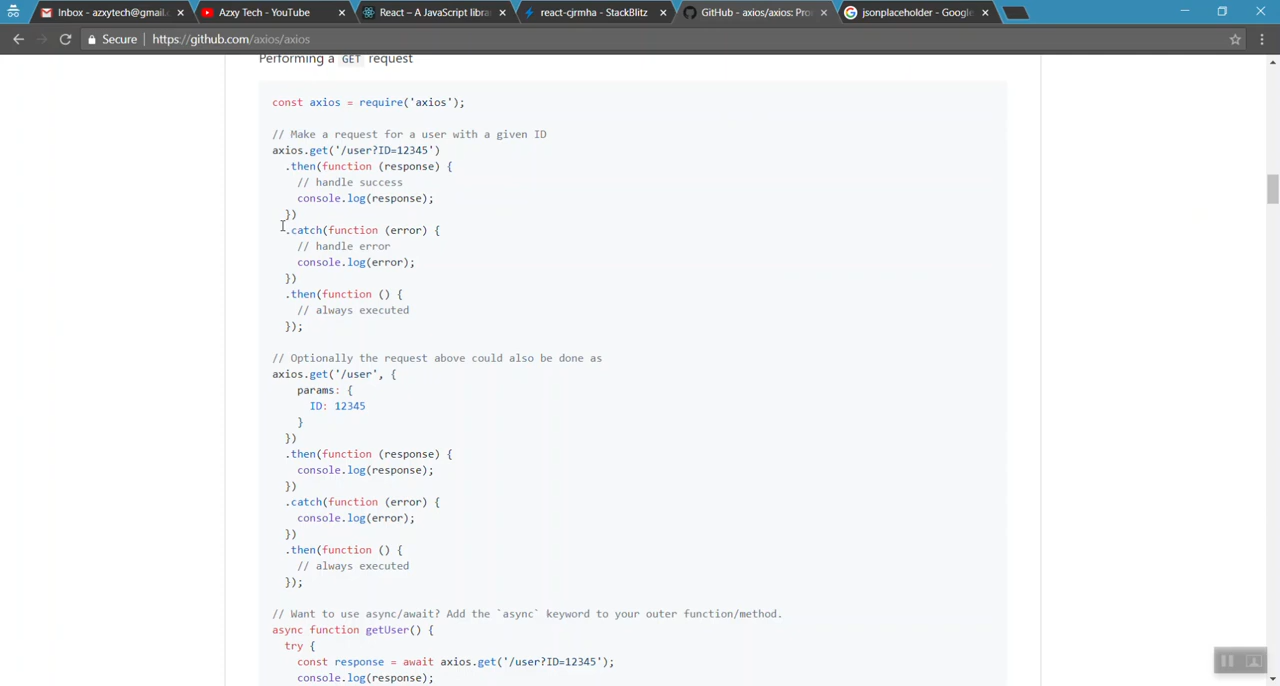 Inbox - azxytech@gmail.
Azxy Tech - YouTube
React – A JavaScript libra
react-cjrmha - StackBlitz
GitHub - axios/axios: Pro
jsonplaceholder - Google
Secure
https://github.com/axios/axios
Performing a GET request
const axios = require('axios');
// Make a request for a user with a given ID
axios.get('/user?ID=12345')
.then(function (response) {
// handle success
console.log(response);
})
.catch(function (error) {
// handle error
console.log(error);
})
.then(function () {
// always executed
});
// Optionally the request above could also be done as
axios.get('/user', {
params: {
ID: 12345
}
})
.then(function (response) {
console.log(response);
})
.catch(function (error) {
console.log(error);
})
.then(function () {
// always executed
});
// Want to use async/await? Add the `async` keyword to your outer function/method.
async function getUser() {
try {
const response = await axios.get('/user?ID=12345');
console.log(response);